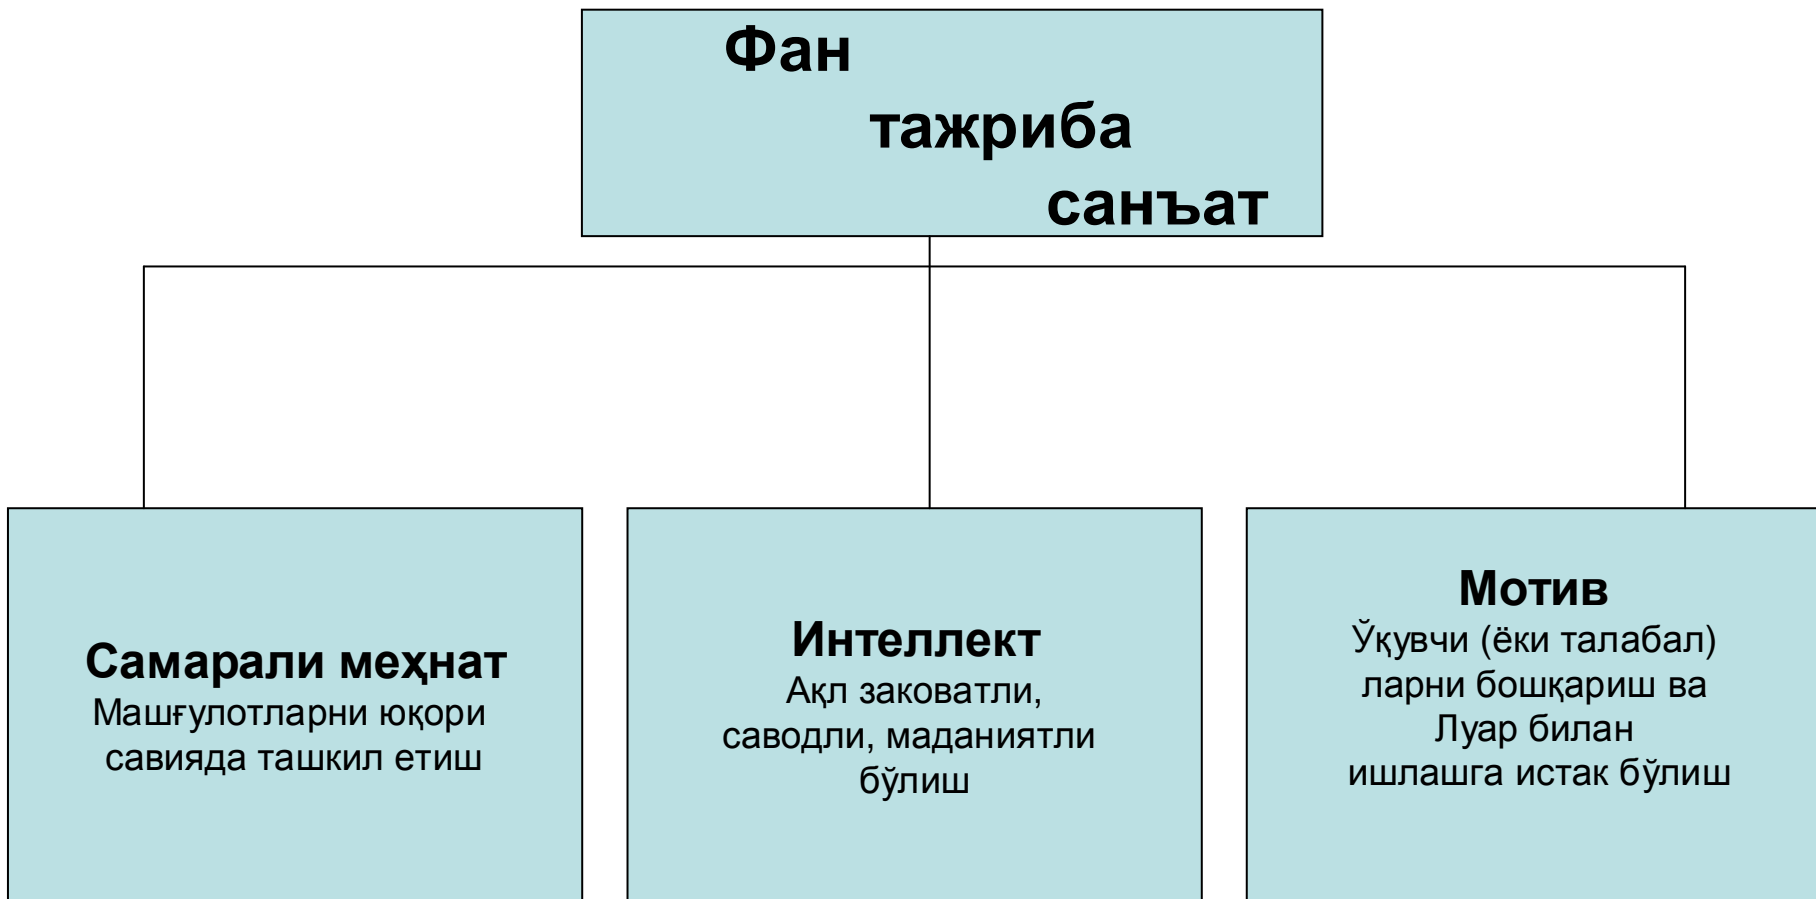 Фан
тажриба
санъат
Самарали меҳнат
Машғулотларни юқори
савияда ташкил етиш
Интеллект
Ақл заковатли,
саводли, маданиятли
бўлиш
Мотив
Ўқувчи (ёки талабал)
ларни бошқариш ва
Луар билан
ишлашга истак бўлиш